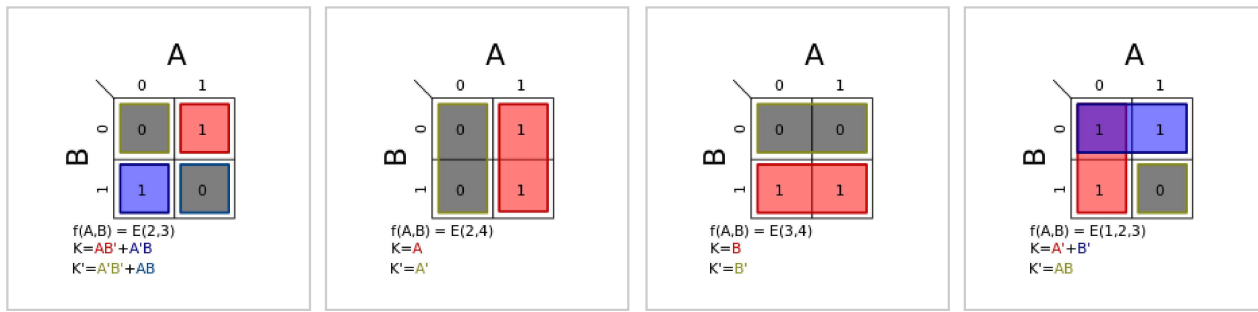 A
0 1
B
0
0 1
1
1 0
f(A,B) = E(2,3)
K=AB'+A'B
K'=A'B'+AB
A
0 1
B
0
0 1
1
0 1
f(A,B) = E(2,4)
K=A
K'=A'
A
0 1
B
0
0 0
1
1 1
f(A,B) = E(3,4)
K=B
K'=B'
A
0 1
B
0
1 1
1
1 0
f(A,B) = E(1,2,3)
K=A'+B'
K'=AB